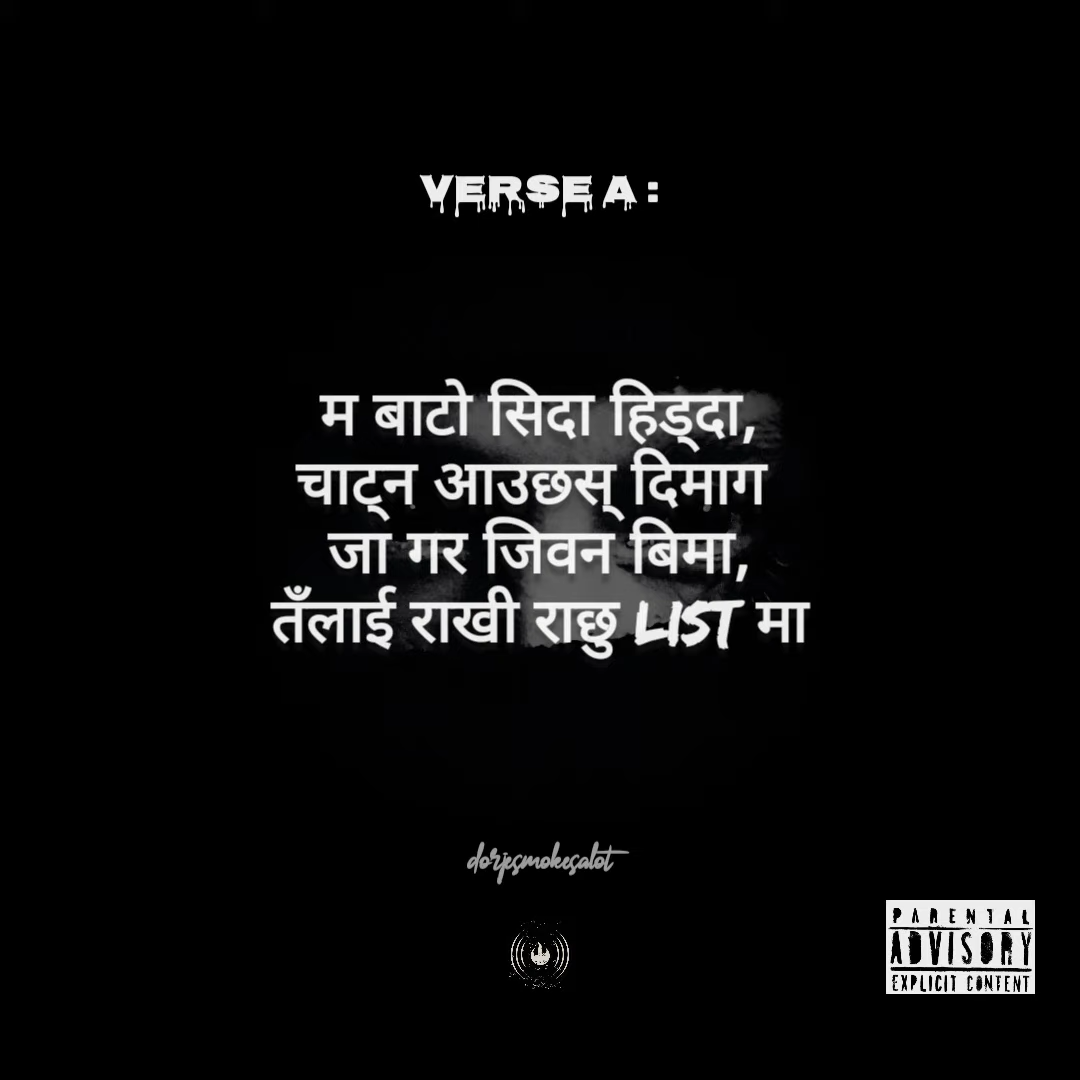 VERSE A :
म बाटो सिदा हिड्दा,
चाट्न आउछस् दिमाग
जा गर जिवन बिमा,
तँलाई राखी राछु LIST मा
dorjesmokesalot
PARENTAL
ADVISORY
EXPLICIT CONTENT